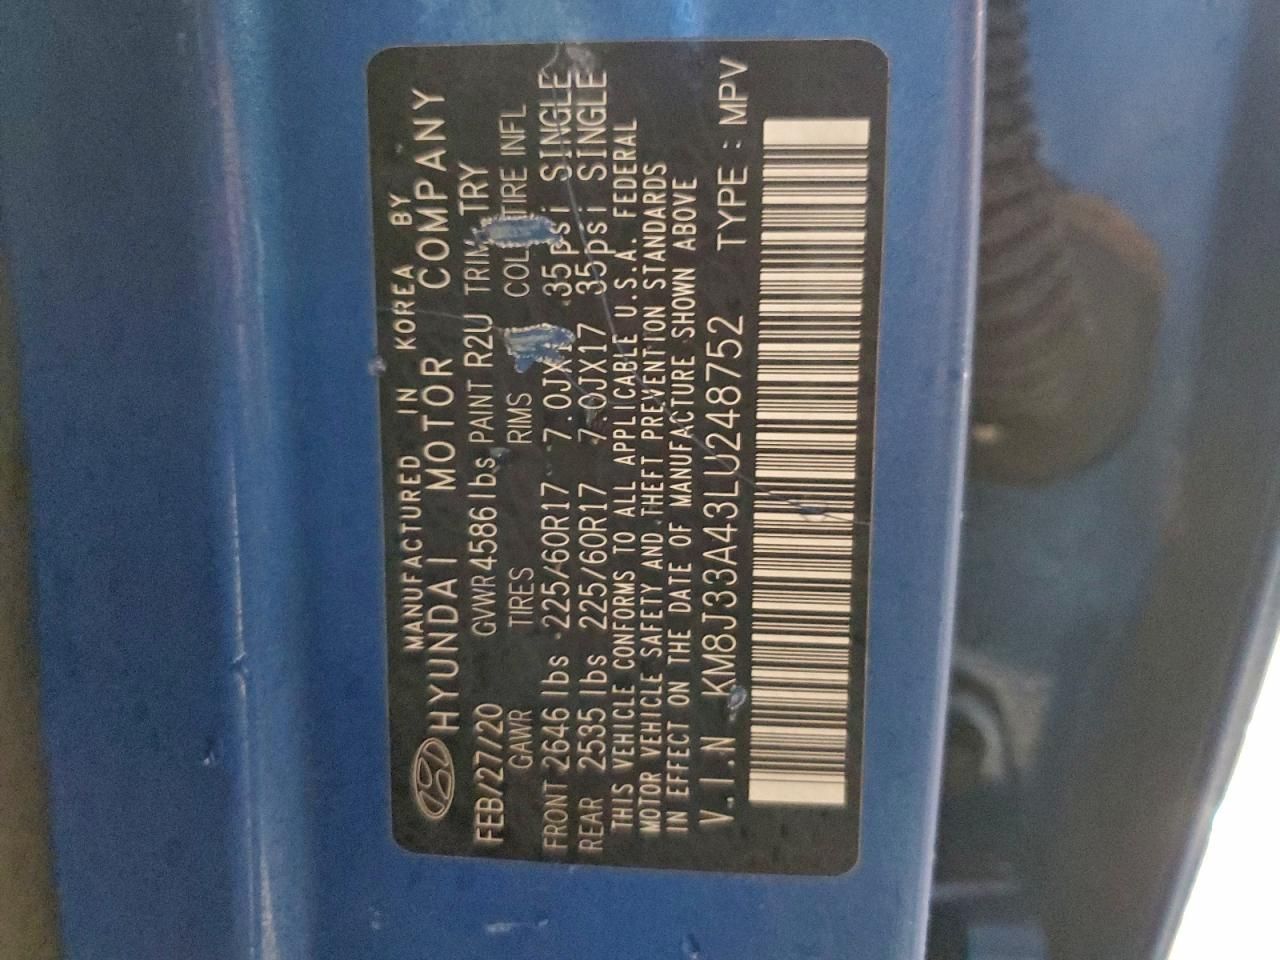 MANUFACTURED IN KOREA BY
HYUNDAI MOTOR COMPANY
FEB/27/20 GVWR 4586 lbs PAINT R2U TRIM TRY
GAWR TIRES RIMS INFL
FRONT 2646 lbs 225/60R17 7.0JX17 35psi SINGLE
REAR 2535 lbs 225/60R17 7.0JX17 35psi SINGLE
THIS VEHICLE CONFORMS TO ALL APPLICABLE U.S.A. FEDERAL
MOTOR VEHICLE SAFETY AND THEFT PREVENTION STANDARDS
IN EFFECT ON THE DATE OF MANUFACTURE SHOWN ABOVE
V.I.N KM8J33A43LU248752 TYPE : MPV